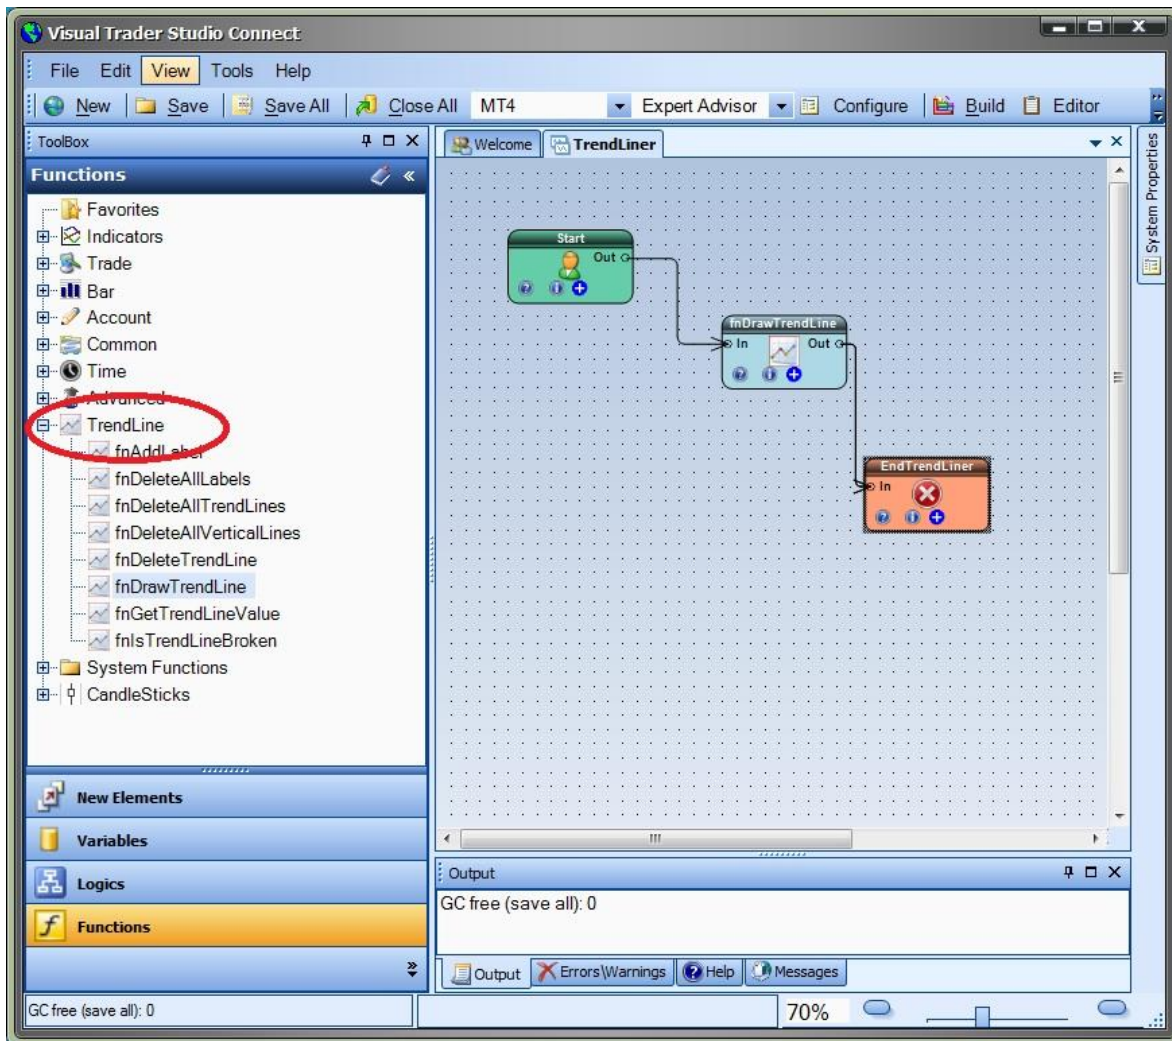 Visual Trader Studio Connect
File Edit View Tools Help
New Save Save All Close All MT4 Expert Advisor Configure Build Editor
ToolBox
Functions
Favorites
Indicators
Trade
Bar
Account
Common
Time
Advanced
TrendLine
fnAddLabel
fnDeleteAllLabels
fnDeleteAllTrendLines
fnDeleteAllVerticalLines
fnDeleteTrendLine
fnDrawTrendLine
fnGetTrendLineValue
fnIsTrendLineBroken
System Functions
CandleSticks
New Elements
Variables
Logics
Functions
Welcome TrendLiner
Start
Out
fnDrawTrendLine
In Out
EndTrendLiner
In
System Properties
Output
GC free (save all): 0
Output Errors\Warnings Help Messages
GC free (save all): 0
70%